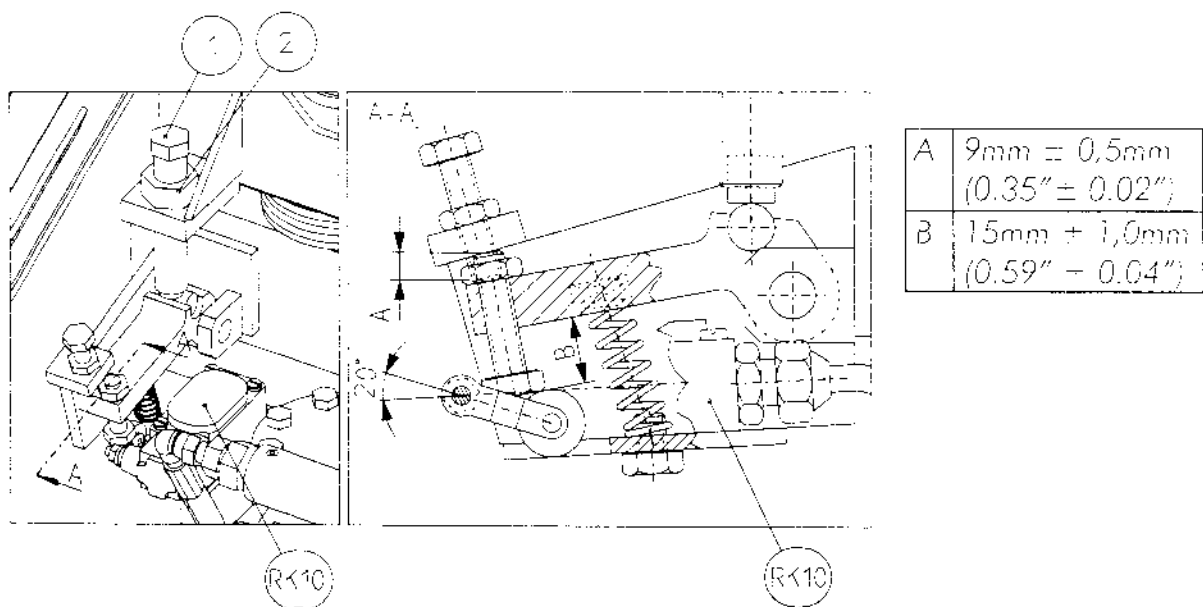 1
2
A-A
A
B
20°
A
A
RK10
RK10
A 9mm ± 0,5mm
(0.35" ± 0.02")
B 15mm ± 1,0mm
(0.59" ± 0.04")